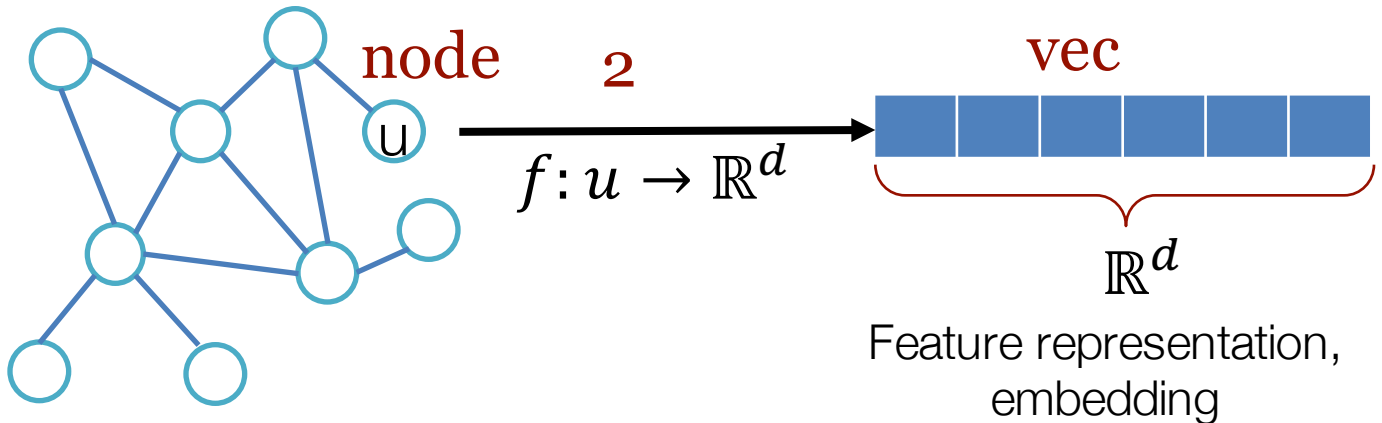 node 2 vec
u
f: u → ℝ^d
ℝ^d
Feature representation,
embedding